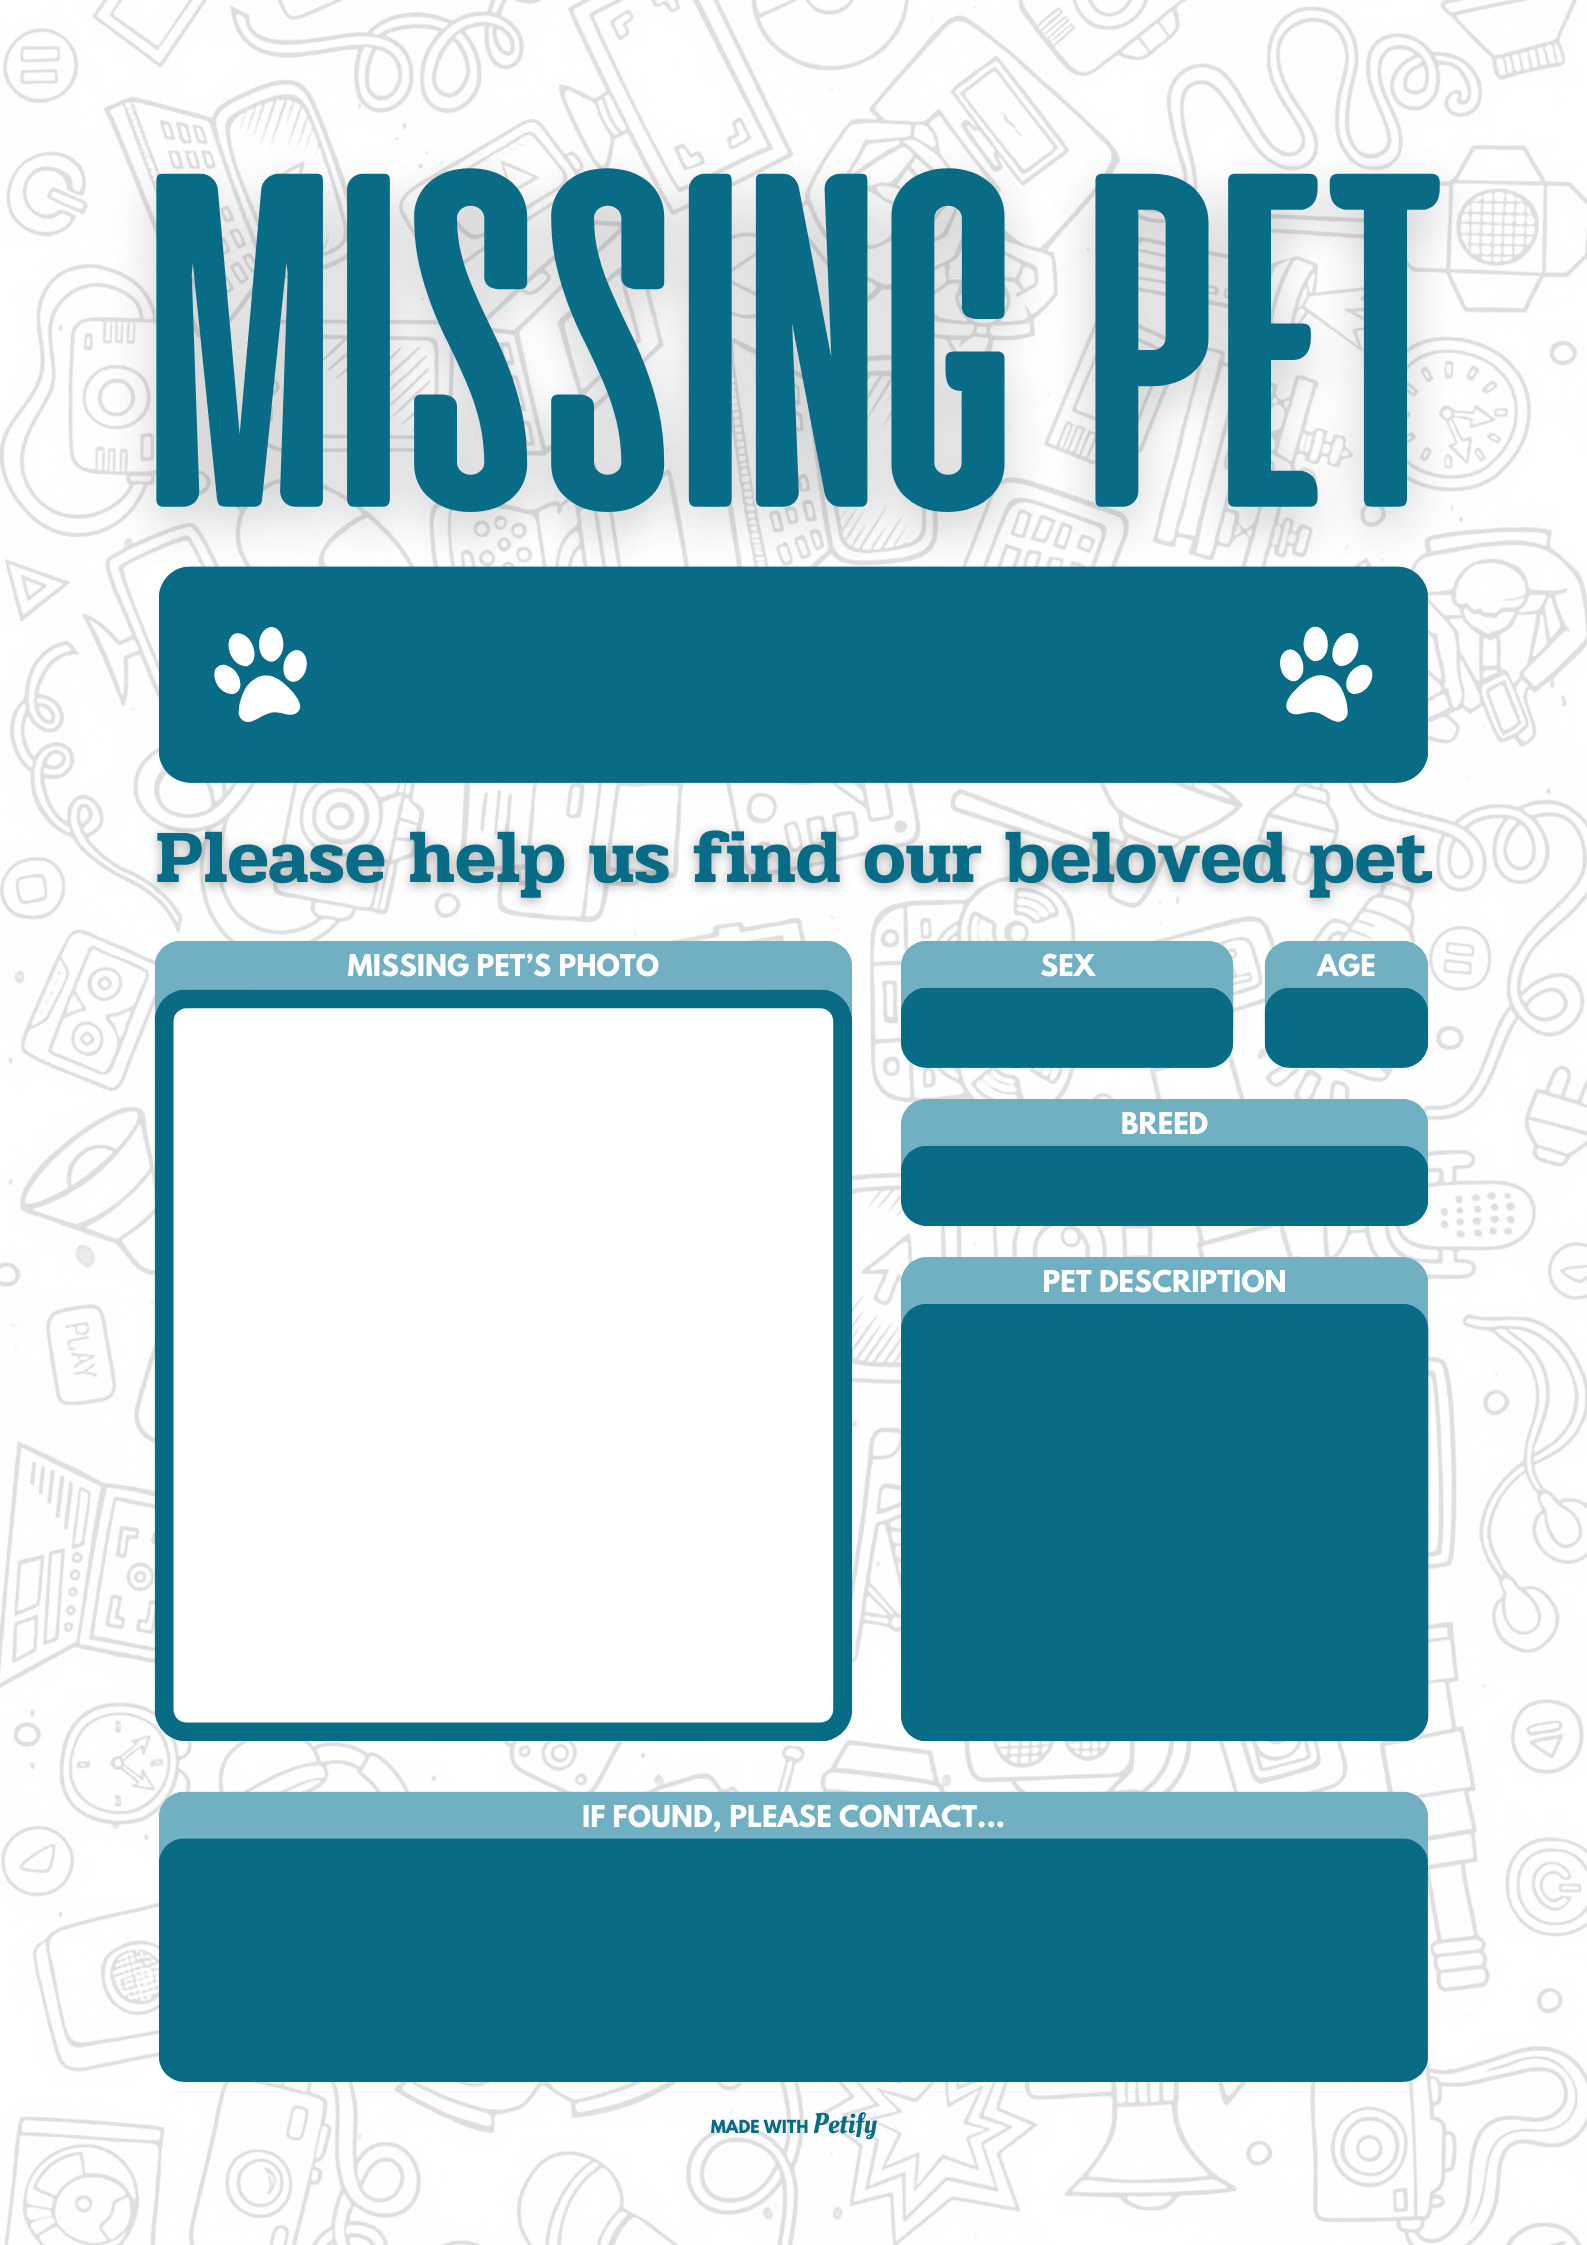 MISSING PET
Please help us find our beloved pet
MISSING PET'S PHOTO
SEX
AGE
BREED
PET DESCRIPTION
PLAY
IF FOUND, PLEASE CONTACT...
MADE WITH Petify